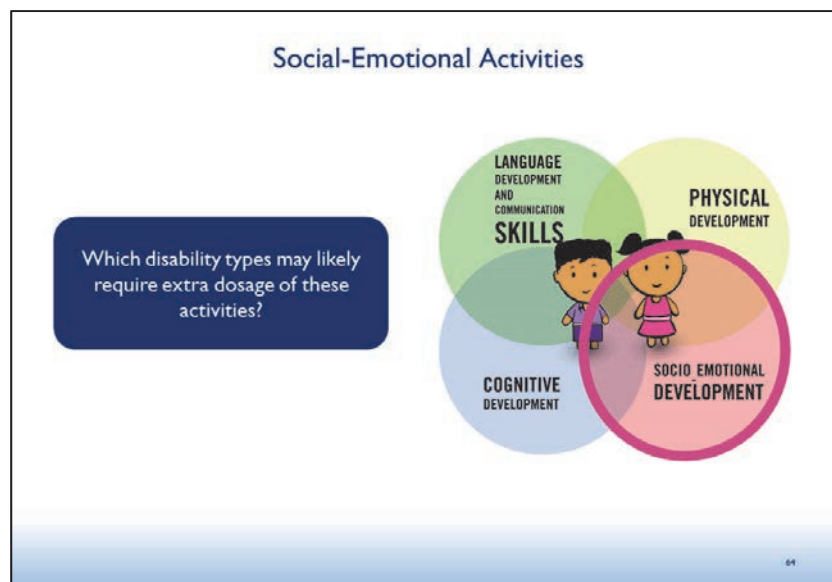 Social-Emotional Activities
Which disability types may likely
require extra dosage of these
activities?
LANGUAGE
DEVELOPMENT
AND
COMMUNICATION
SKILLS
PHYSICAL
DEVELOPMENT
COGNITIVE
DEVELOPMENT
SOCIO_EMOTIONAL
DEVELOPMENT
64